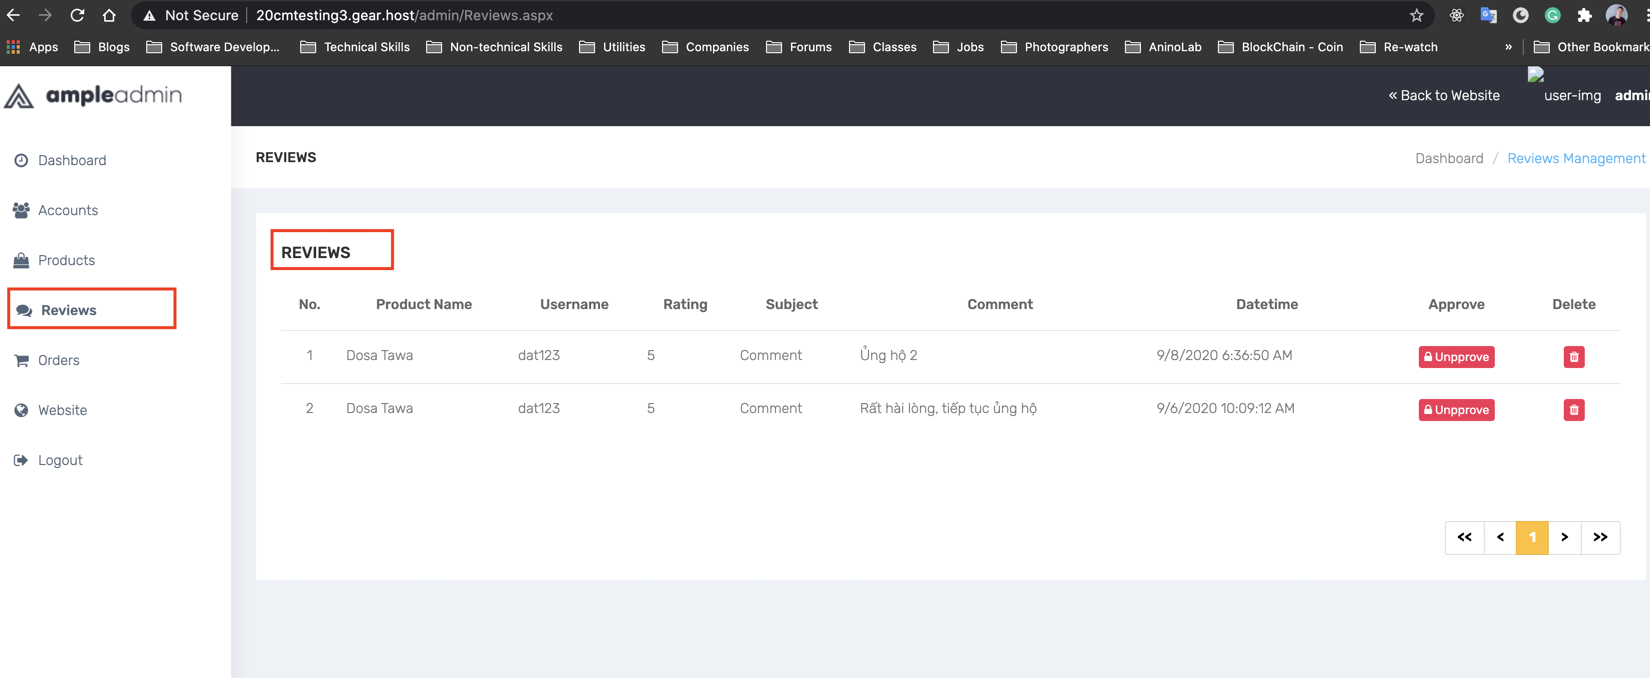 Not Secure | 20cmtesting3.gear.host/admin/Reviews.aspx
Apps Blogs Software Develop... Technical Skills Non-technical Skills Utilities Companies Forums Classes Jobs Photographers AninoLab BlockChain - Coin Re-watch » Other Bookmark
ampleadmin
« Back to Website user-img admi
Dashboard
Accounts
Products
Reviews
Orders
Website
Logout
REVIEWS
Dashboard / Reviews Management
REVIEWS
No. Product Name Username Rating Subject Comment Datetime Approve Delete
1 Dosa Tawa dat123 5 Comment Ủng hộ 2 9/8/2020 6:36:50 AM Unpprove
2 Dosa Tawa dat123 5 Comment Rất hài lòng, tiếp tục ủng hộ 9/6/2020 10:09:12 AM Unpprove
<< < 1 > >>